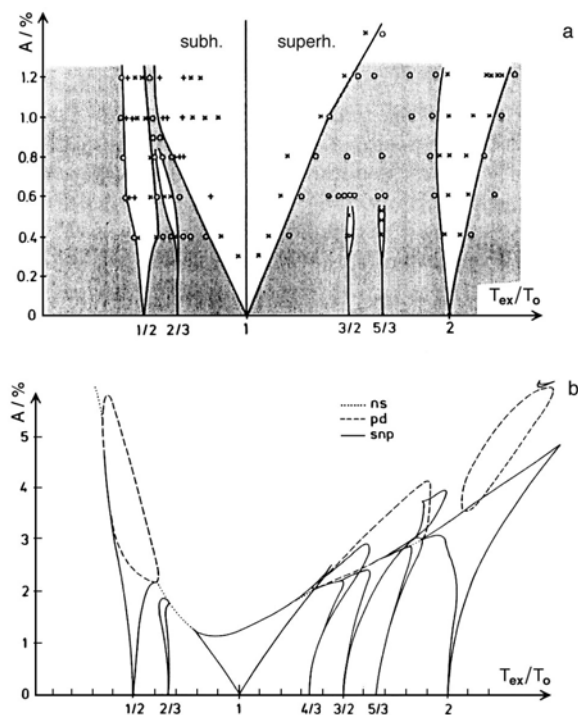 a
A / %
subh.
superh.
1.2
1.0
0.8
0.6
0.4
0.2
0
1/2
2/3
1
3/2
5/3
2
Tex/To
b
A / %
ns
pd
snp
5
4
3
2
1
0
1/2
2/3
1
4/3
3/2
5/3
2
Tex/To